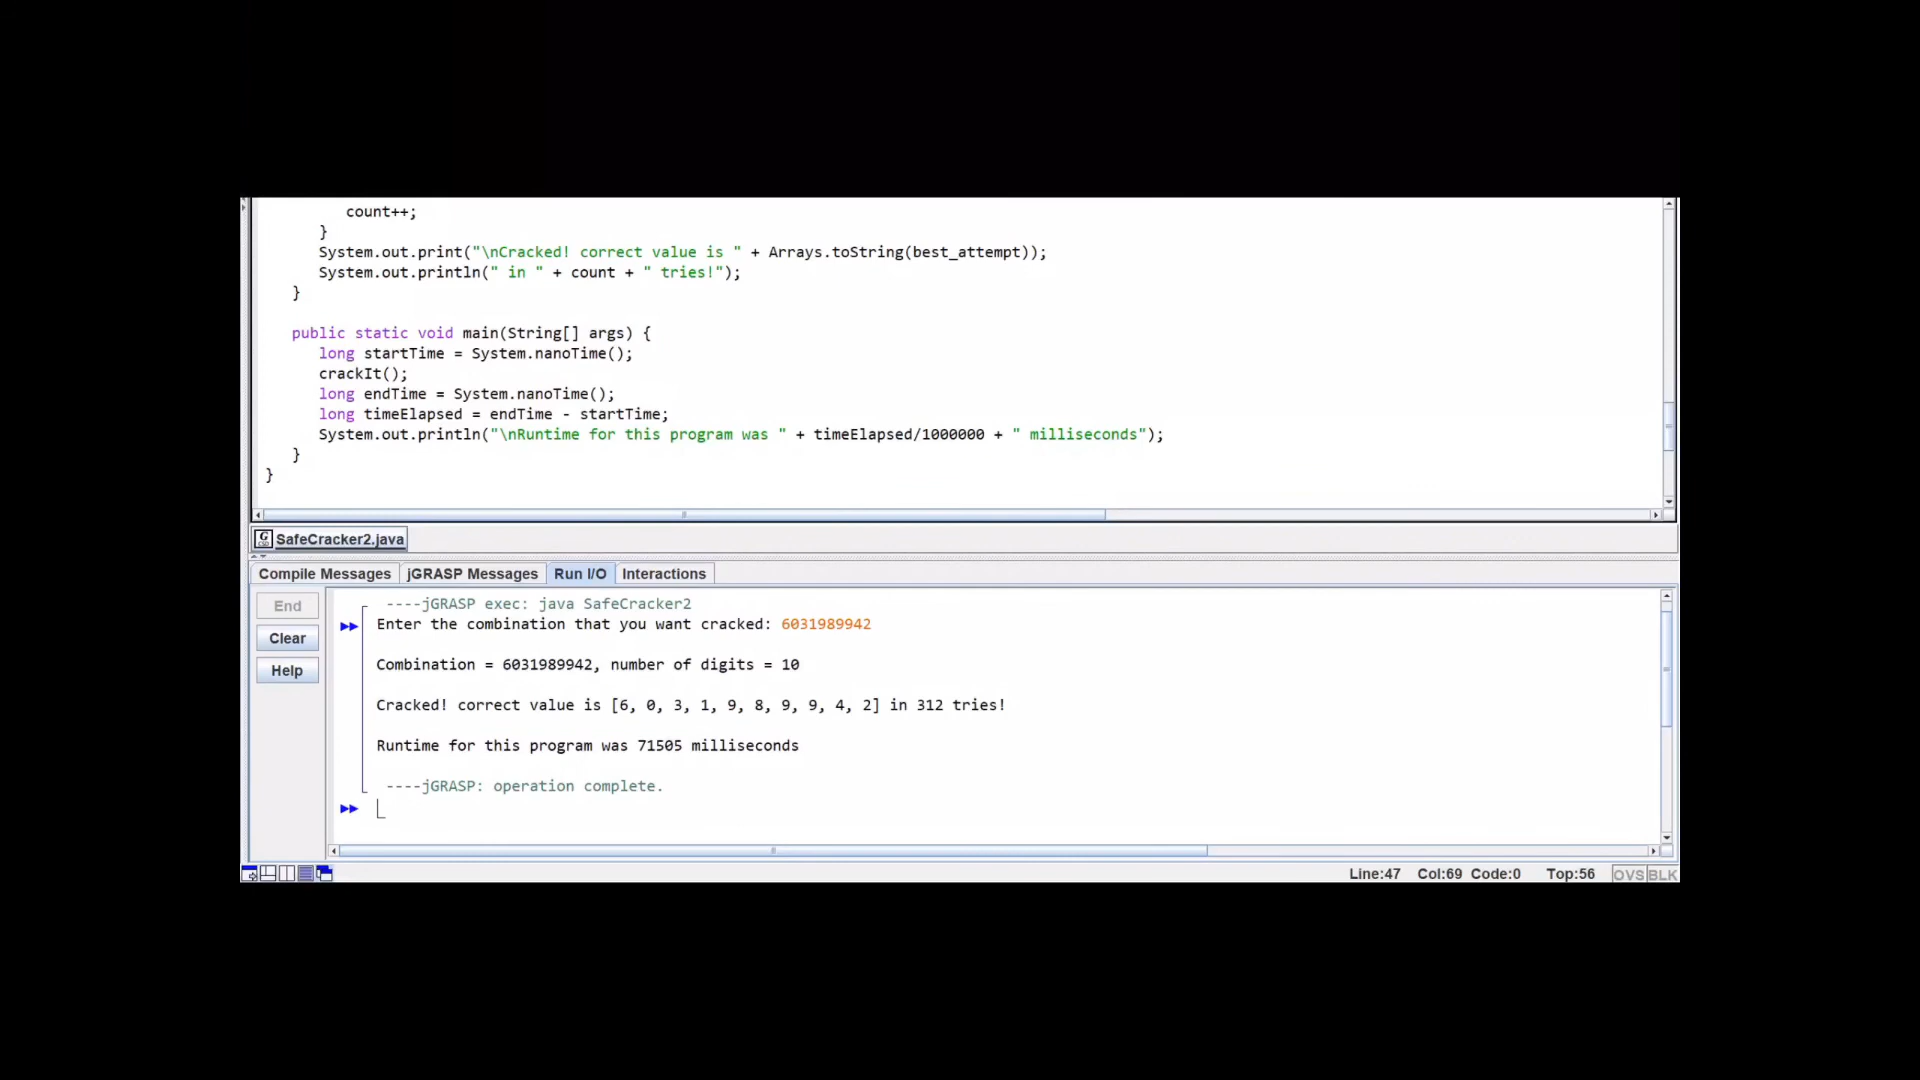 count++;
}
System.out.print("\nCracked! correct value is " + Arrays.toString(best_attempt));
System.out.println(" in " + count + " tries!");
}
public static void main(String[] args) {
long startTime = System.nanoTime();
crackIt();
long endTime = System.nanoTime();
long timeElapsed = endTime - startTime;
System.out.println("\nRuntime for this program was " + timeElapsed/1000000 + " milliseconds");
}
}
SafeCracker2.java
Compile Messages jGRASP Messages Run I/O Interactions
End
Clear
Help
----jGRASP exec: java SafeCracker2
Enter the combination that you want cracked: 6031989942
Combination = 6031989942, number of digits = 10
Cracked! correct value is [6, 0, 3, 1, 9, 8, 9, 9, 4, 2] in 312 tries!
Runtime for this program was 71505 milliseconds
----jGRASP: operation complete.
Line:47 Col:69 Code:0 Top:56 OVS BLK